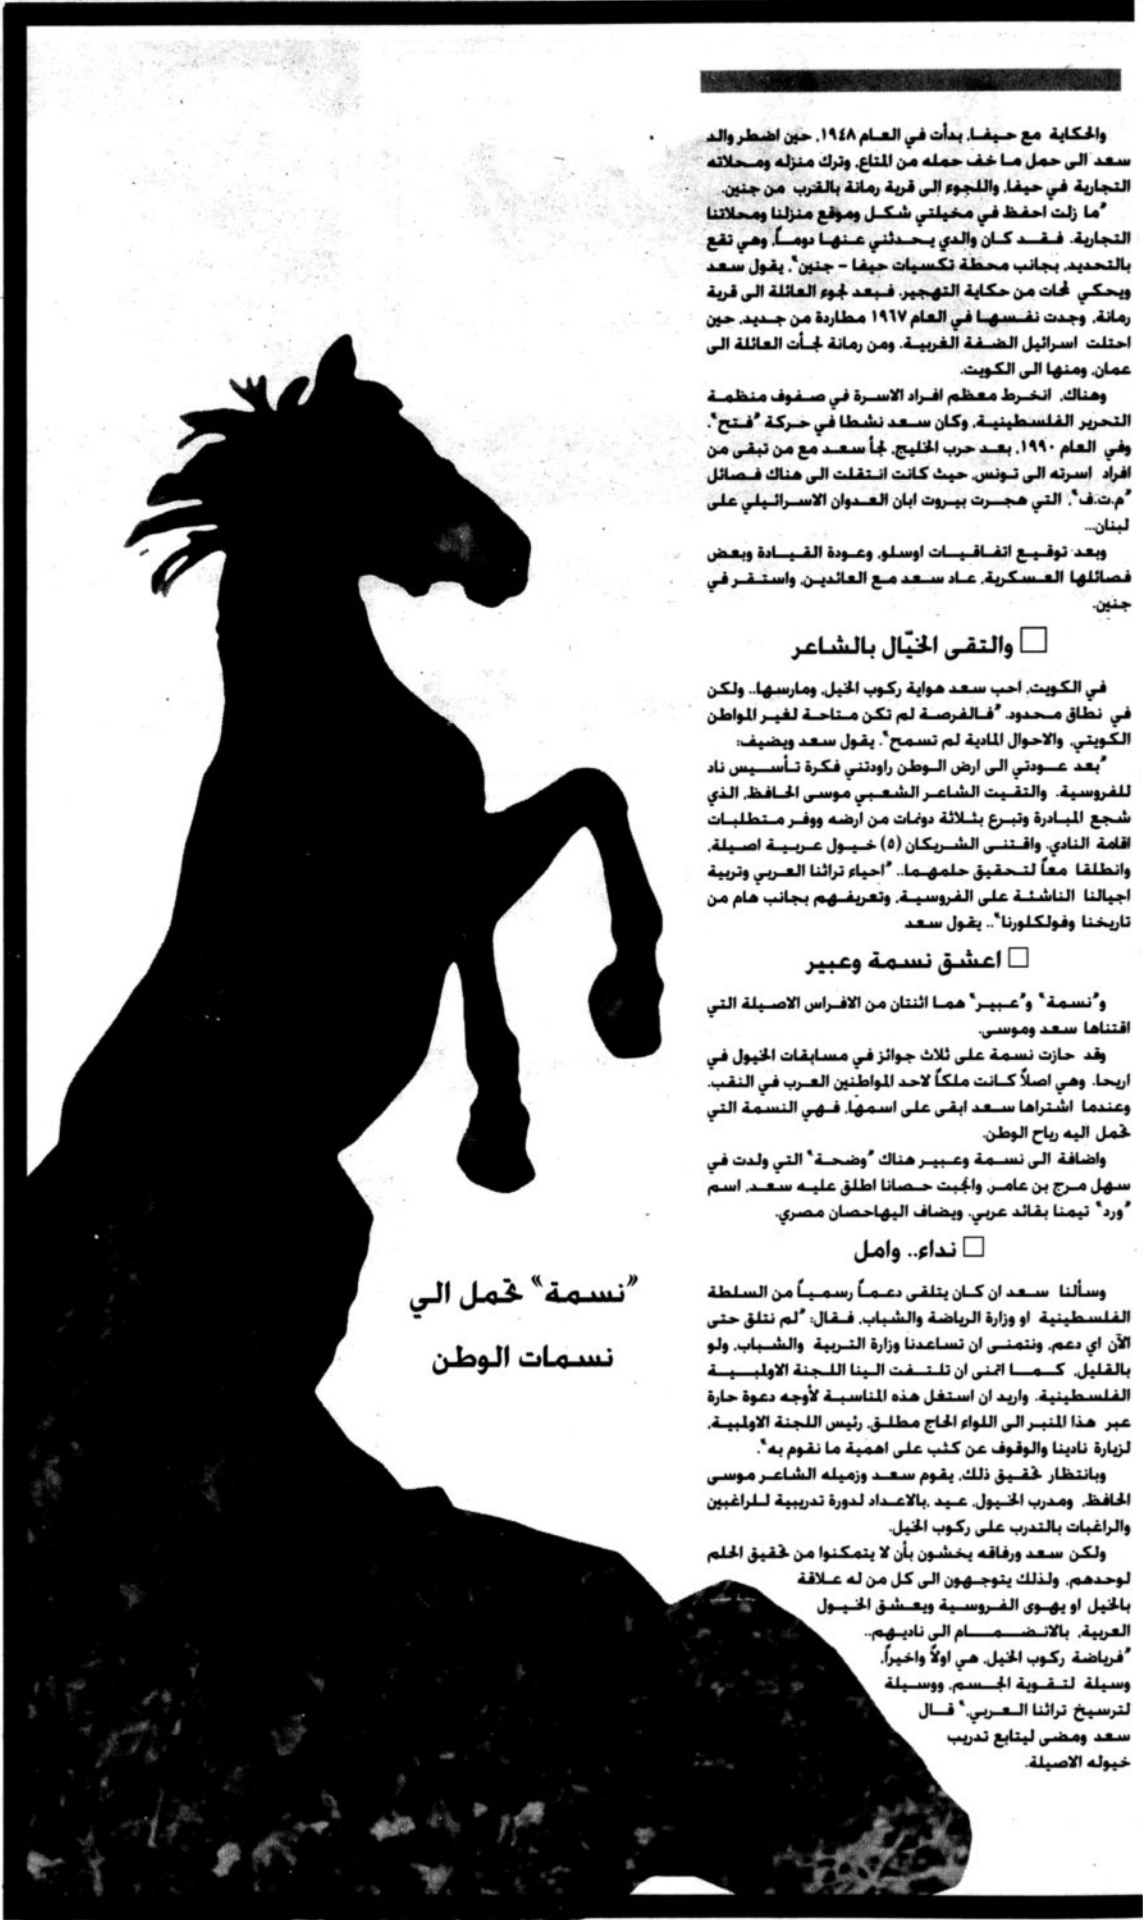 والحكاية مع حيفا، بدأت في العام ١٩٤٨، حين اضطر والد
سعد الى حمل ما خف حمله من المتاع، وترك منزله ومحلاته
التجارية في حيفا، واللجوء الى قرية رمانة بالقرب من جنين.
"ما زلت احفظ في مخيلتي شكل وموقع منزلنا ومحلاتنا
التجارية. فقد كان والدي يحدثني عنها دوماً، وهي تقع
بالتحديد، بجانب محطة تكسيات حيفا - جنين"، يقول سعد
ويحكي لمحات من حكاية التهجير. فبعد لجوء العائلة الى قرية
رمانة، وجدت نفسها في العام ١٩٦٧ مطاردة من جديد، حين
احتلت اسرائيل الضفة الغربية. ومن رمانة لجأت العائلة الى
عمان، ومنها الى الكويت.
وهناك، انخرط معظم افراد الاسرة في صفوف منظمة
التحرير الفلسطينية، وكان سعد نشطا في حركة "فتح".
وفي العام ١٩٩٠، بعد حرب الخليج، لجأ سعد مع من تبقى من
افراد اسرته الى تونس، حيث كانت انتقلت الى هناك فصائل
"م.ت.ف"، التي هجرت بيروت ابان العدوان الاسرائيلي على
لبنان...
وبعد توقيع اتفاقيات اوسلو، وعودة القيادة وبعض
فصائلها العسكرية، عاد سعد مع العائدين، واستقر في
جنين.
□ والتقى الخيّال بالشاعر
في الكويت، احب سعد هواية ركوب الخيل، ومارسها.. ولكن
في نطاق محدود. "فالفرصة لم تكن متاحة لغير المواطن
الكويتي، والاحوال المادية لم تسمح". يقول سعد ويضيف:
"بعد عودتي الى ارض الوطن راودتني فكرة تأسيس ناد
للفروسية. والتقيت الشاعر الشعبي موسى الحافظ، الذي
شجع المبادرة وتبرع بثلاثة دونمات من ارضه ووفر متطلبات
اقامة النادي. واقتنى الشريكان (٥) خيول عربية اصيلة،
وانطلقا معاً لتحقيق حلمهما.. "احياء تراثنا العربي وتربية
اجيالنا الناشئة على الفروسية، وتعريفهم بجانب هام من
تاريخنا وفولكلورنا".. يقول سعد
□ اعشق نسمة وعبير
و"نسمة" و"عبير" هما اثنتان من الافراس الاصيلة التي
اقتناها سعد وموسى.
وقد حازت نسمة على ثلاث جوائز في مسابقات الخيول في
اريحا. وهي اصلاً كانت ملكاً لاحد المواطنين العرب في النقب.
وعندما اشتراها سعد ابقى على اسمها، فهي النسمة التي
تحمل اليه رياح الوطن.
واضافة الى نسمة وعبير هناك "وضحة" التي ولدت في
سهل مرج بن عامر، وانجبت حصانا اطلق عليه سعد، اسم
"ورد" تيمنا بقائد عربي. ويضاف اليهاحصان مصري.
□ نداء.. وامل
وسألنا سعد ان كان يتلقى دعماً رسمياً من السلطة
الفلسطينية او وزارة الرياضة والشباب، فقال: "لم نتلق حتى
الآن اي دعم، ونتمنى ان تساعدنا وزارة التربية والشباب، ولو
بالقليل، كما اتمنى ان تلتفت الينا اللجنة الاولمبية
الفلسطينية. واريد ان استغل هذه المناسبة لأوجه دعوة حارة
عبر هذا المنبر الى اللواء الحاج مطلق، رئيس اللجنة الاولمبية،
لزيارة نادينا والوقوف عن كثب على اهمية ما نقوم به".
وبانتظار تحقيق ذلك، يقوم سعد وزميله الشاعر موسى
الحافظ، ومدرب الخيول، عيد ،بالاعداد لدورة تدريبية للراغبين
والراغبات بالتدرب على ركوب الخيل.
ولكن سعد ورفاقه يخشون بأن لا يتمكنوا من تحقيق الحلم
لوحدهم، ولذلك يتوجهون الى كل من له علاقة
بالخيل او يهوى الفروسية ويعشق الخيول
العربية، بالانضمام الى ناديهم..
"فرياضة ركوب الخيل، هي اولاً واخيراً،
وسيلة لتقوية الجسم، ووسيلة
لترسيخ تراثنا العربي." قال
سعد ومضى ليتابع تدريب
خيوله الاصيلة.
«نسمة» تحمل الي
نسمات الوطن